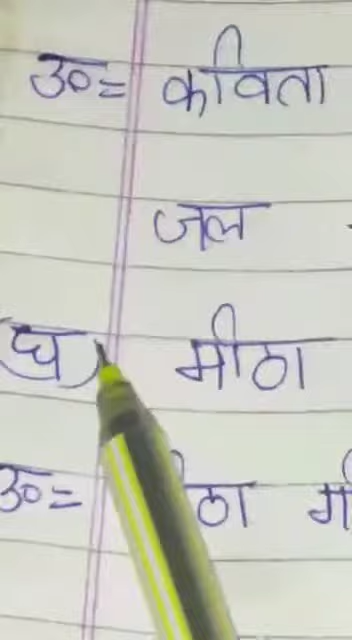 उ०= कविता
जल
(घ) मीठा
उ०=